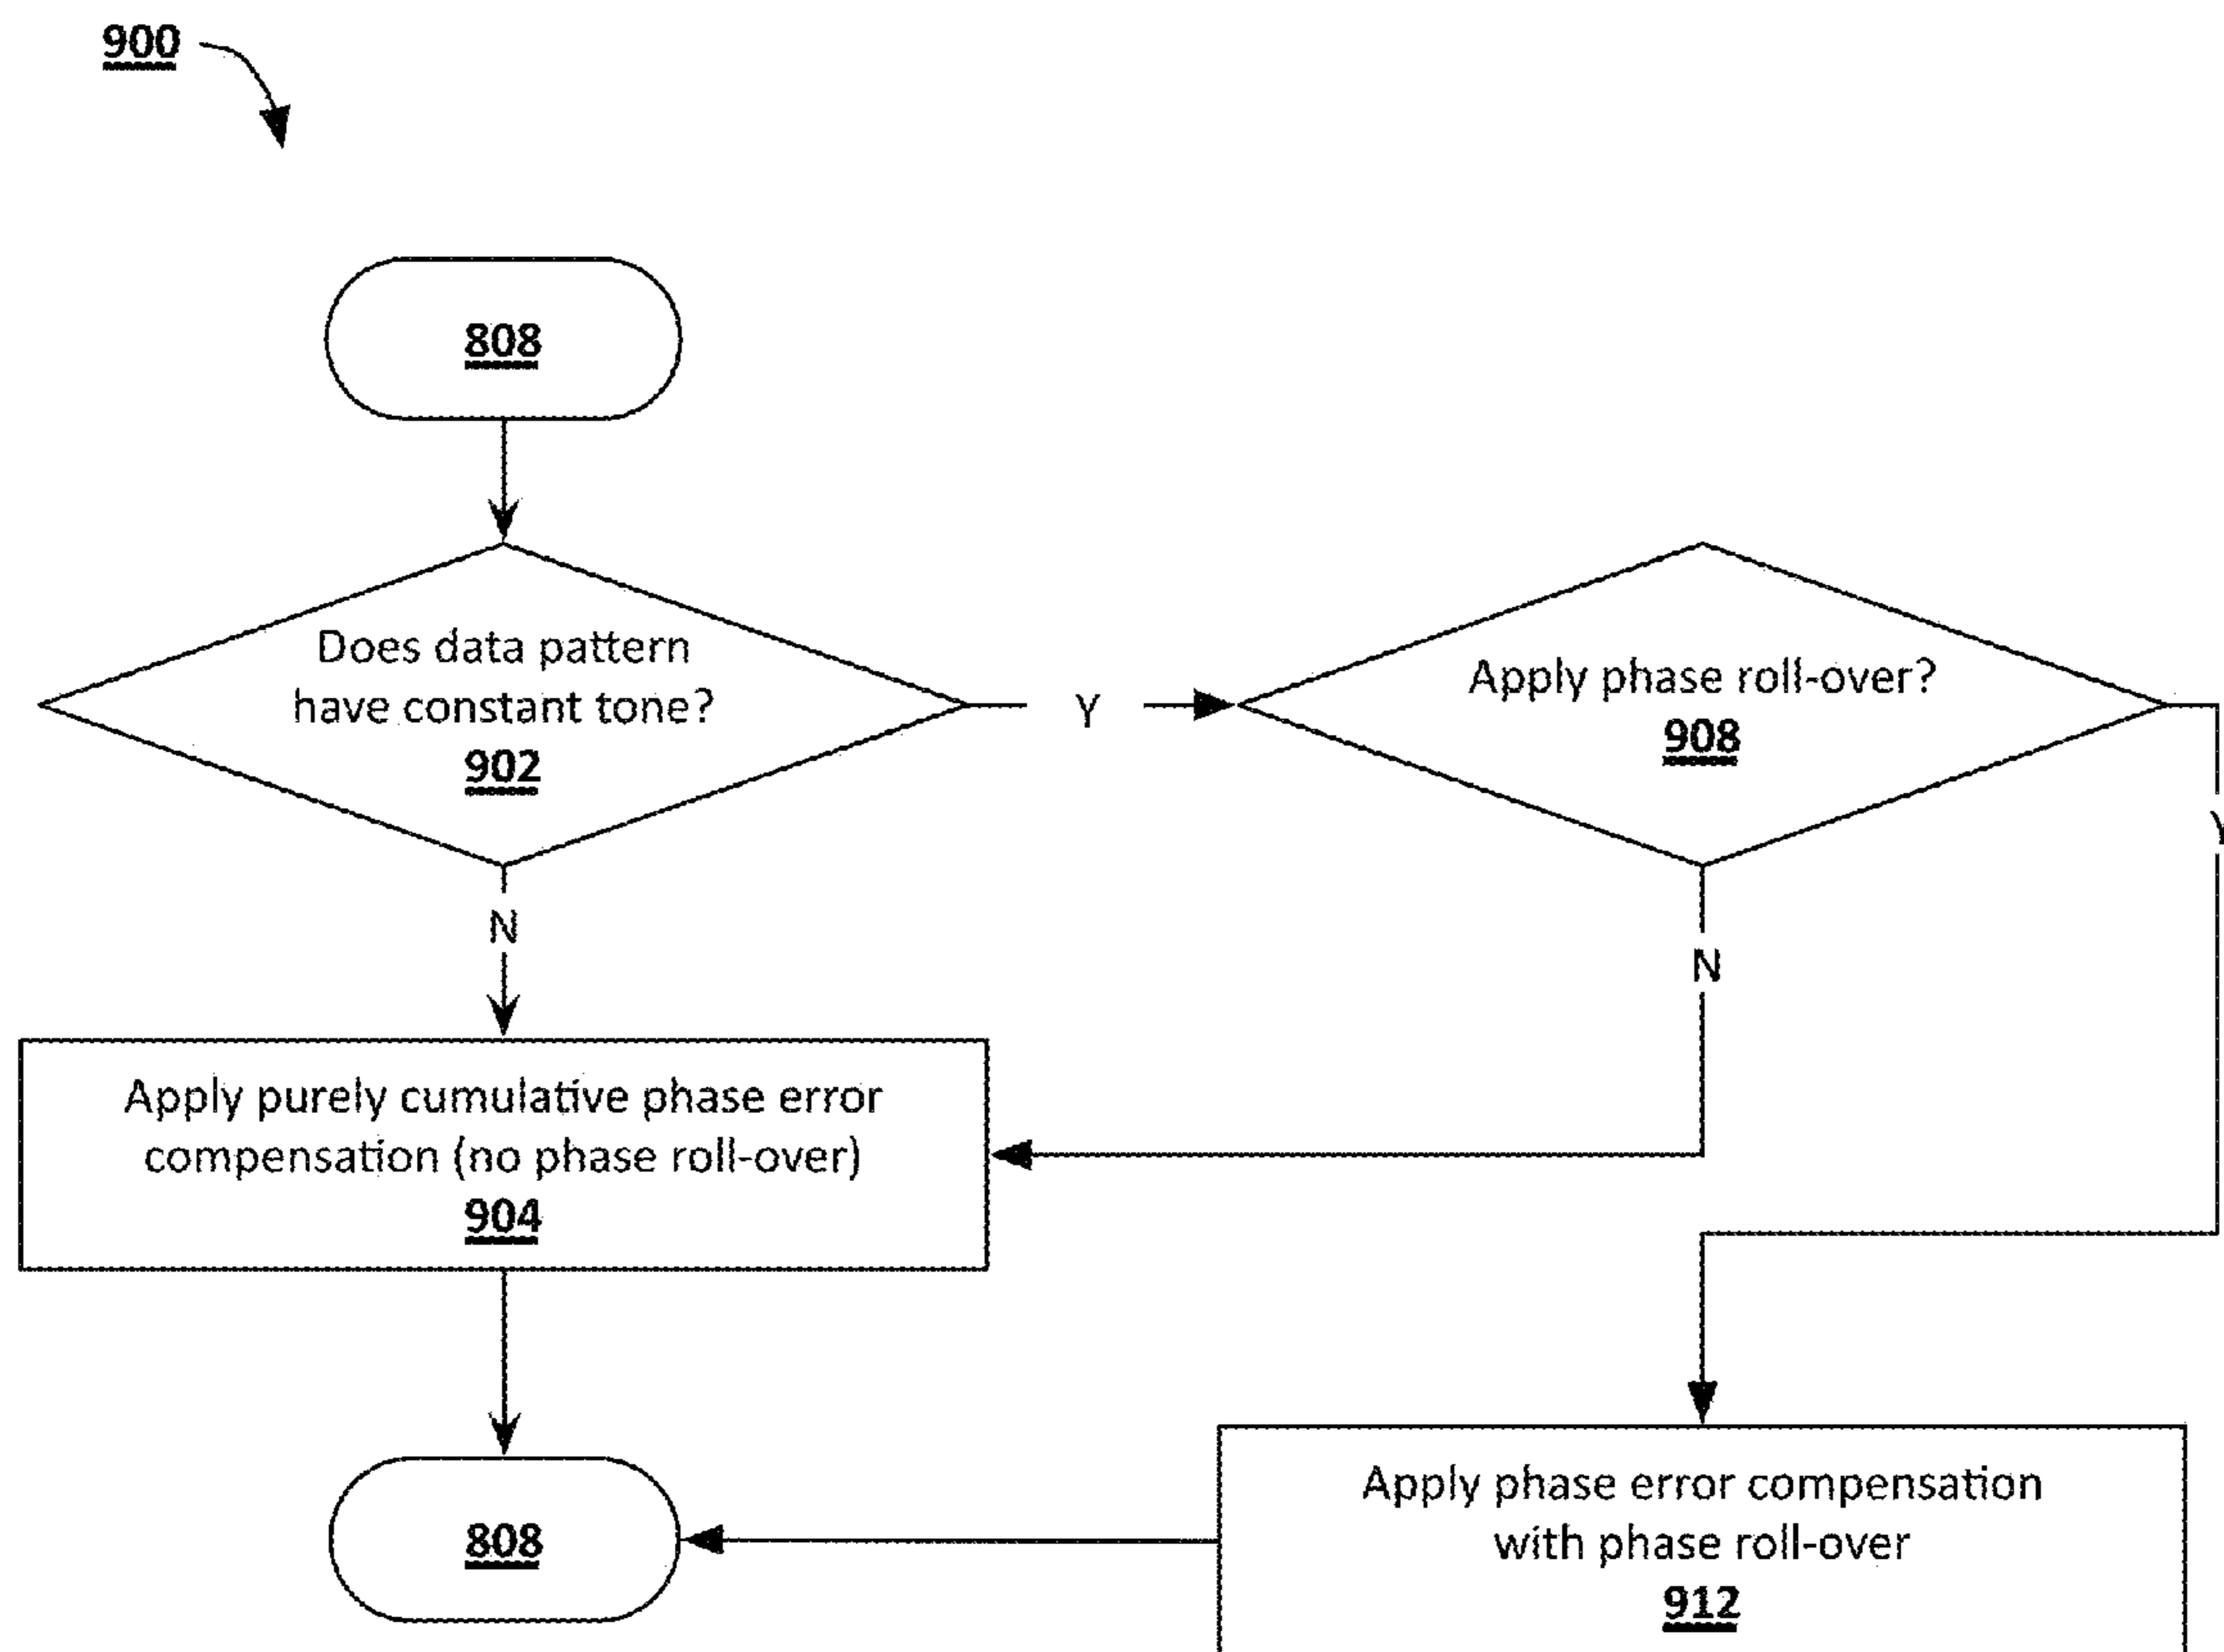 900
808
Does data pattern
have constant tone?
902
Y
Apply phase roll-over?
908
Y
N
N
Apply purely cumulative phase error
compensation (no phase roll-over)
904
808
Apply phase error compensation
with phase roll-over
912